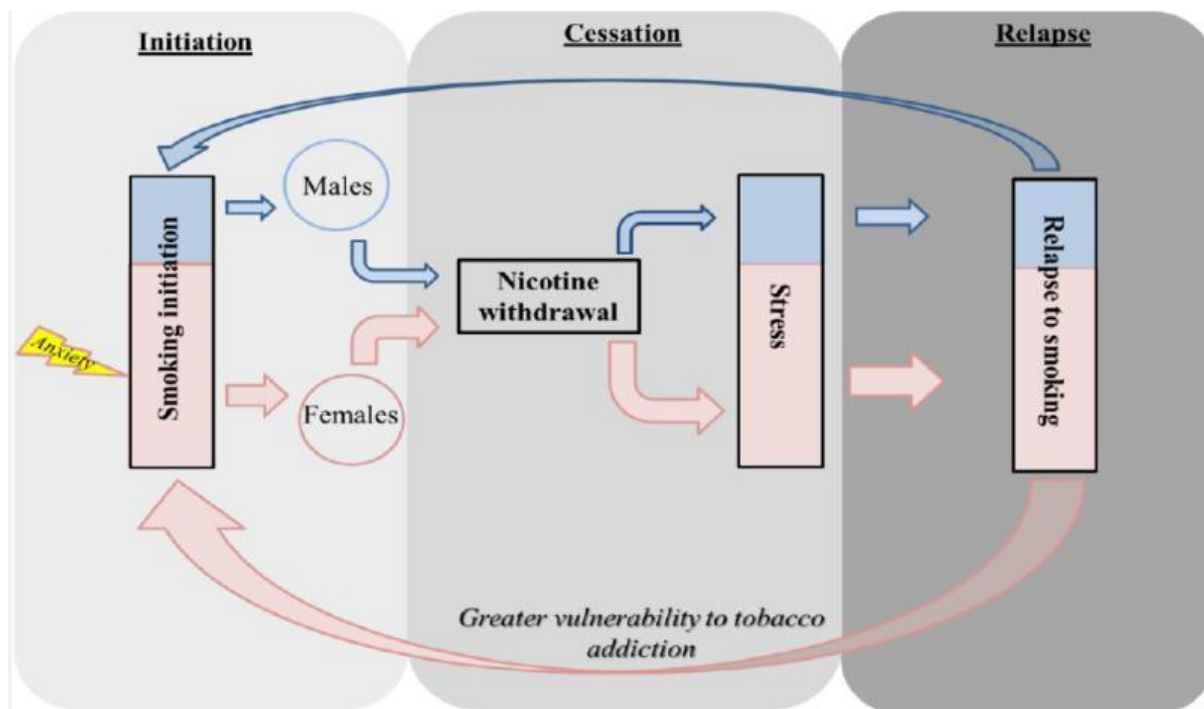 Initiation
Cessation
Relapse
Smoking initiation
Anxiety
Males
Females
Nicotine
withdrawal
Stress
Relapse to smoking
Greater vulnerability to tobacco
addiction